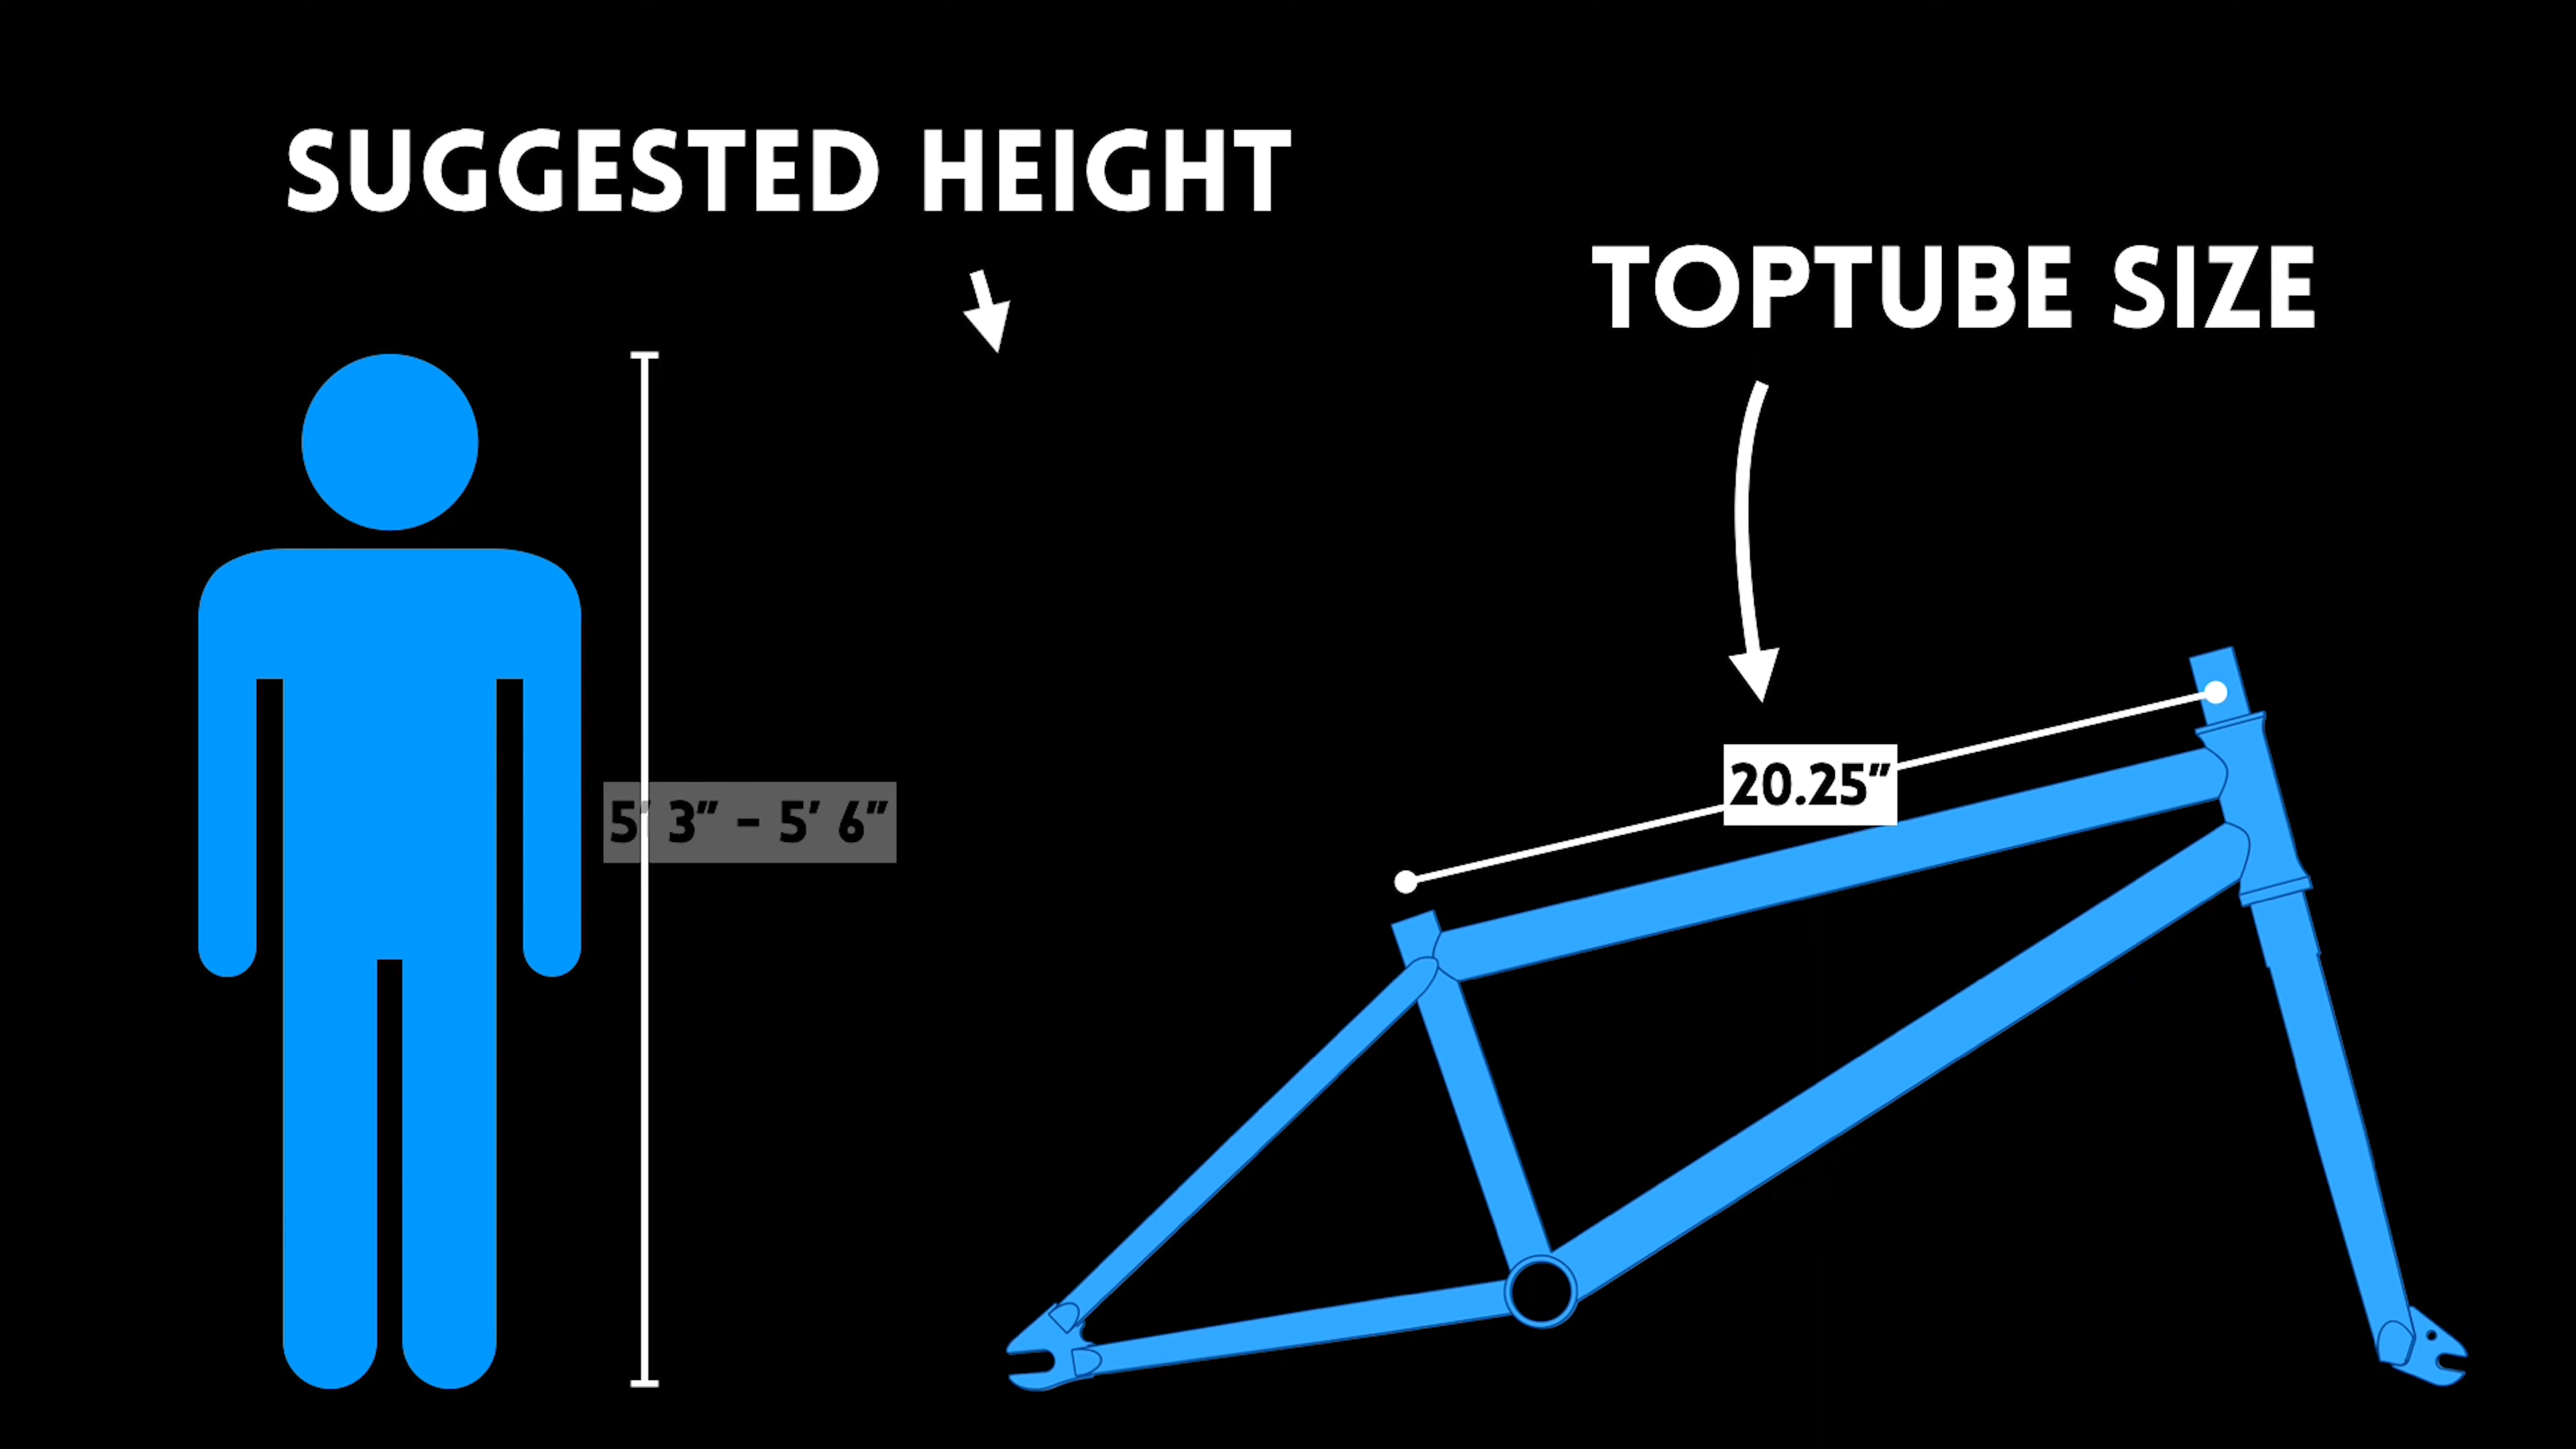 SUGGESTED HEIGHT
TOPTUBE SIZE
20.25”
5’ 3” – 5’ 6”